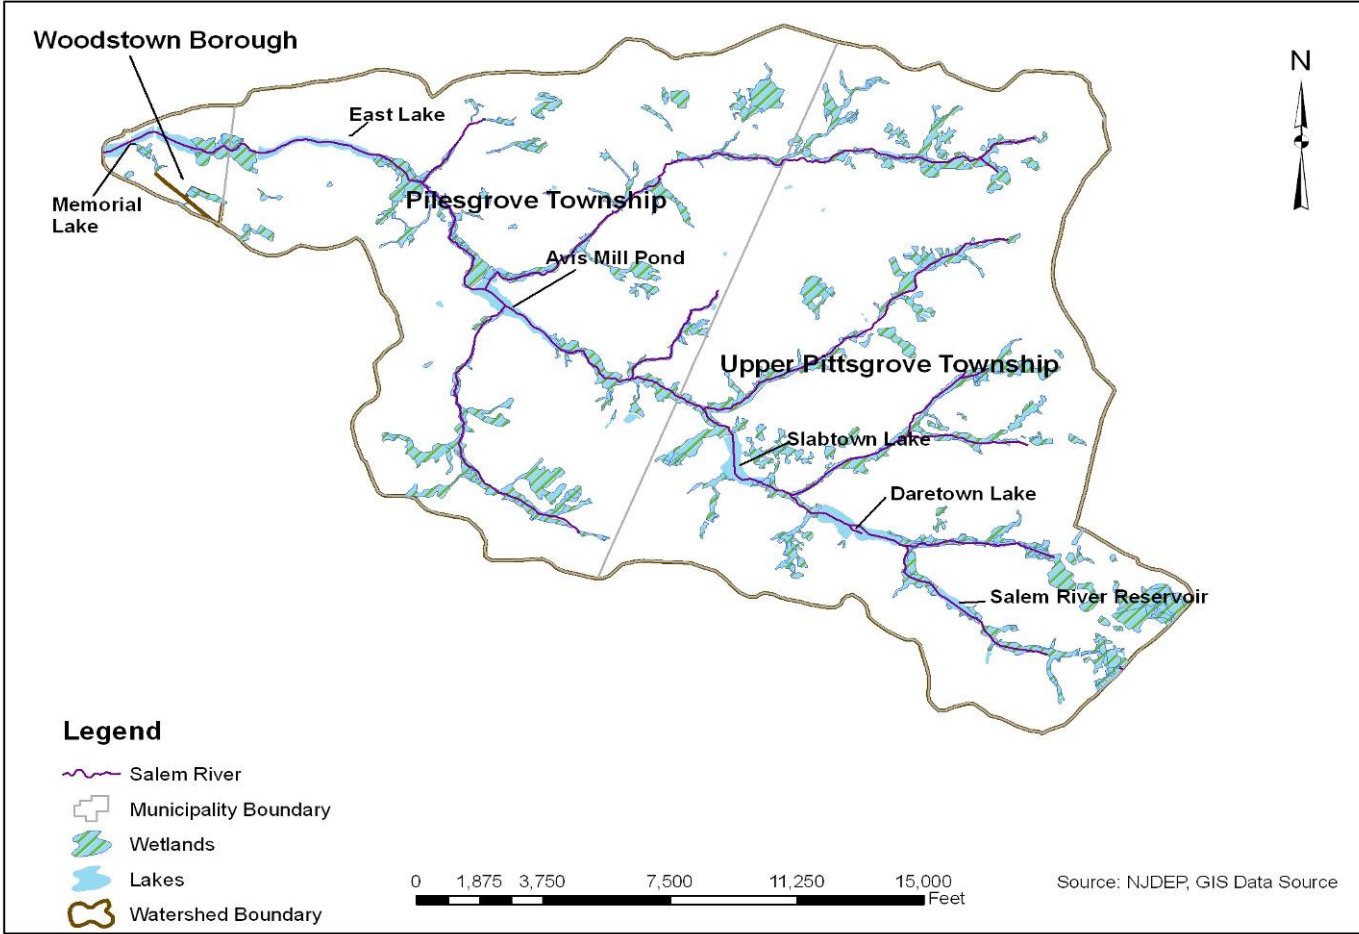 Woodstown Borough
N
East Lake
Memorial
Lake
Pilesgrove Township
Avis Mill Pond
Upper Pittsgrove Township
Slabtown Lake
Daretown Lake
Salem River Reservoir
Legend
Salem River
Municipality Boundary
Wetlands
Lakes
Watershed Boundary
0 1,875 3,750 7,500 11,250 15,000
Feet
Source: NJDEP, GIS Data Source